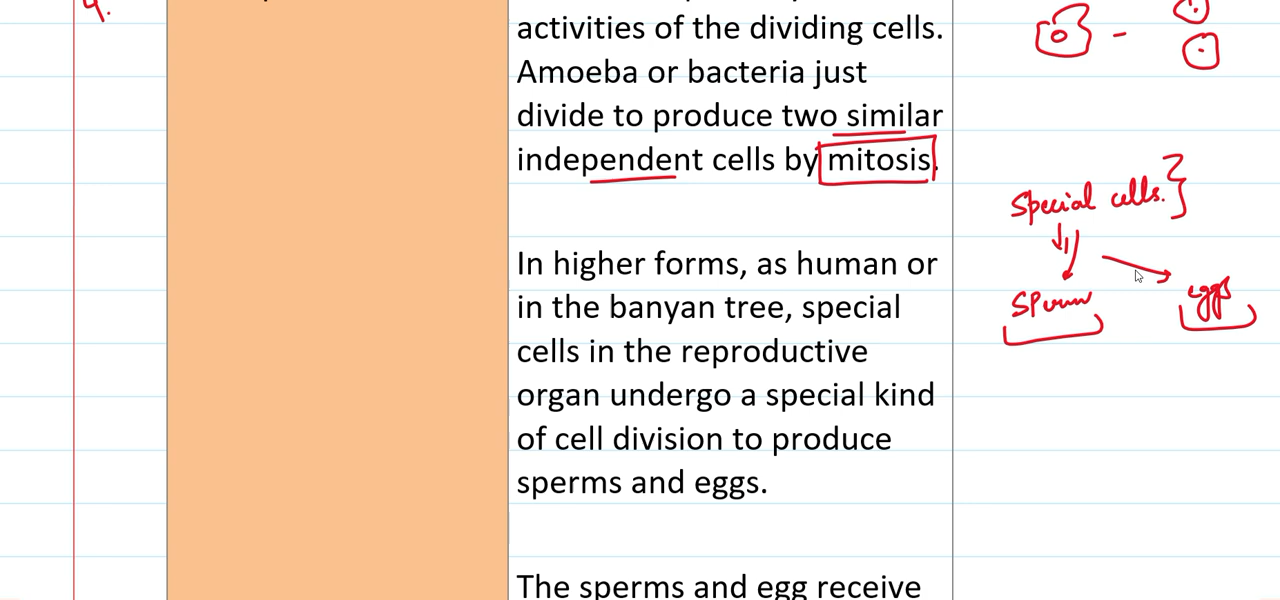 4.
activities of the dividing cells.
Amoeba or bacteria just
divide to produce two similar
independent cells by mitosis.
Special cells.
In higher forms, as human or
in the banyan tree, special
Sperm
eggs
cells in the reproductive
organ undergo a special kind
of cell division to produce
sperms and eggs.
The sperms and egg receive